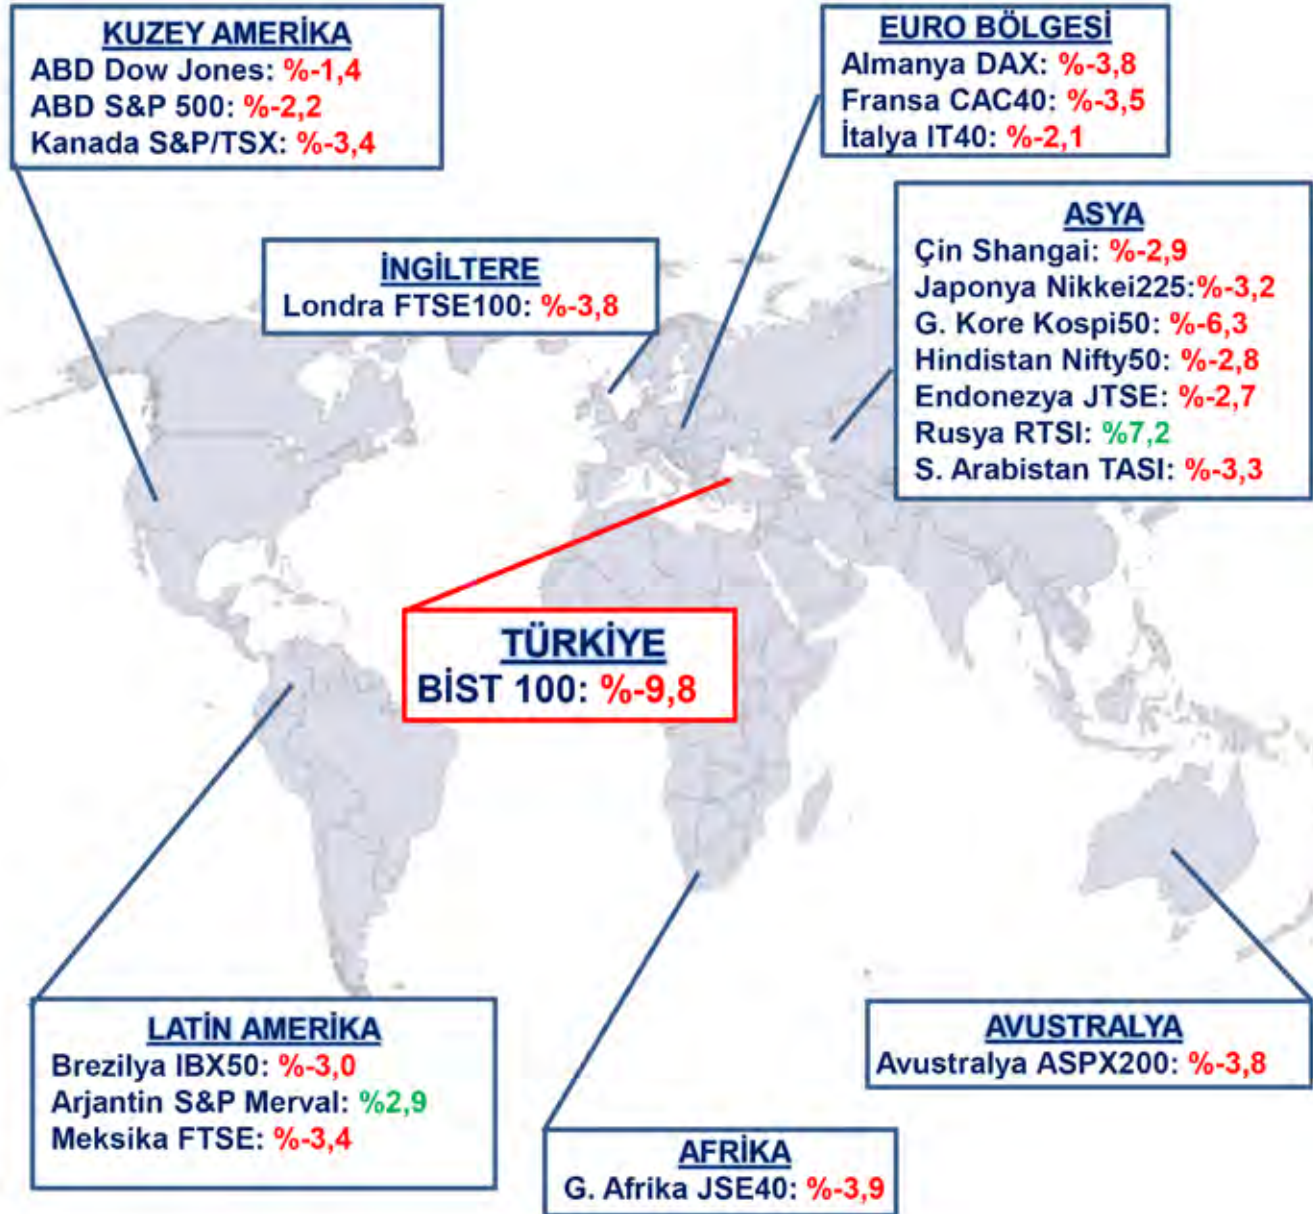 KUZEY AMERİKA
ABD Dow Jones: %-1,4
ABD S&P 500: %-2,2
Kanada S&P/TSX: %-3,4
EURO BÖLGESİ
Almanya DAX: %-3,8
Fransa CAC40: %-3,5
İtalya IT40: %-2,1
İNGİLTERE
Londra FTSE100: %-3,8
ASYA
Çin Shangai: %-2,9
Japonya Nikkei225:%-3,2
G. Kore Kospi50: %-6,3
Hindistan Nifty50: %-2,8
Endonezya JTSE: %-2,7
Rusya RTSI: %7,2
S. Arabistan TASI: %-3,3
TÜRKİYE
BİST 100: %-9,8
LATİN AMERİKA
Brezilya IBX50: %-3,0
Arjantin S&P Merval: %2,9
Meksika FTSE: %-3,4
AFRİKA
G. Afrika JSE40: %-3,9
AVUSTRALYA
Avustralya ASPX200: %-3,8